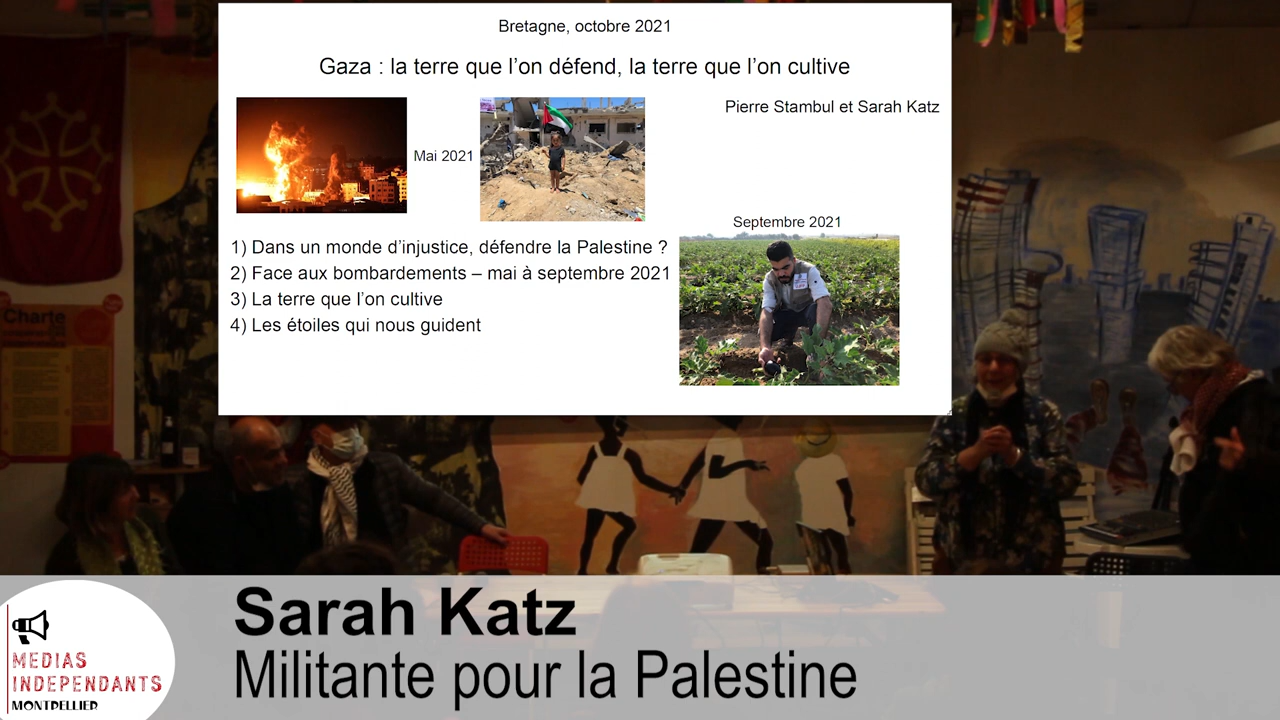 Bretagne, octobre 2021
Gaza : la terre que l'on défend, la terre que l'on cultive
Pierre Stambul et Sarah Katz
Mai 2021
Septembre 2021
1) Dans un monde d'injustice, défendre la Palestine ?
2) Face aux bombardements – mai à septembre 2021
3) La terre que l'on cultive
4) Les étoiles qui nous guident
Charte
Sarah Katz
Militante pour la Palestine
MEDIAS
INDEPENDANTS
MONTPELLIER